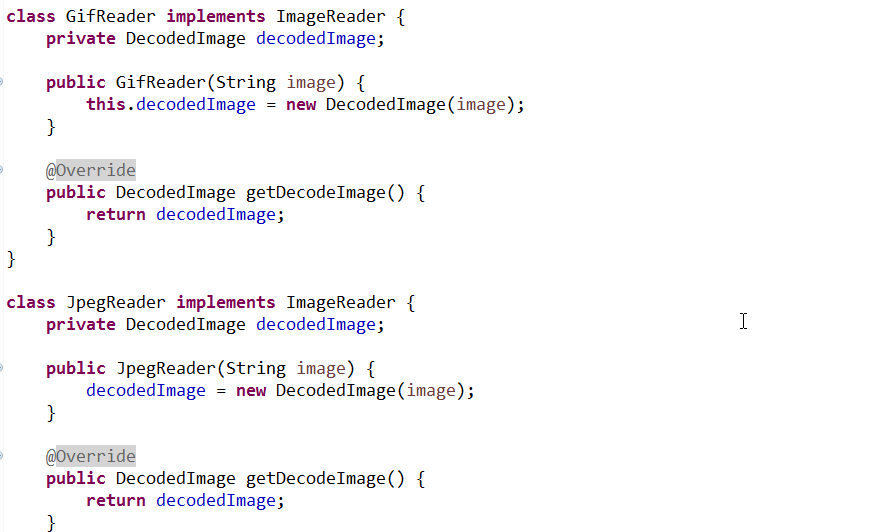 class GifReader implements ImageReader {
    private DecodedImage decodedImage;
    public GifReader(String image) {
        this.decodedImage = new DecodedImage(image);
    }
    @Override
    public DecodedImage getDecodeImage() {
        return decodedImage;
    }
}
class JpegReader implements ImageReader {
    private DecodedImage decodedImage;
    public JpegReader(String image) {
        decodedImage = new DecodedImage(image);
    }
    @Override
    public DecodedImage getDecodeImage() {
        return decodedImage;
    }